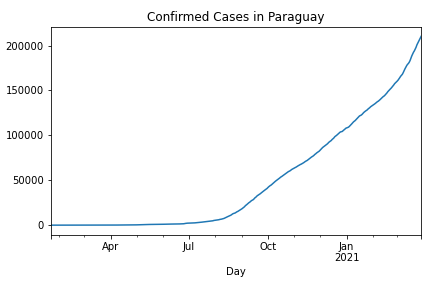 Confirmed Cases in Paraguay
200000
150000
100000
50000
0
Apr
Jul
Oct
Jan
2021
Day